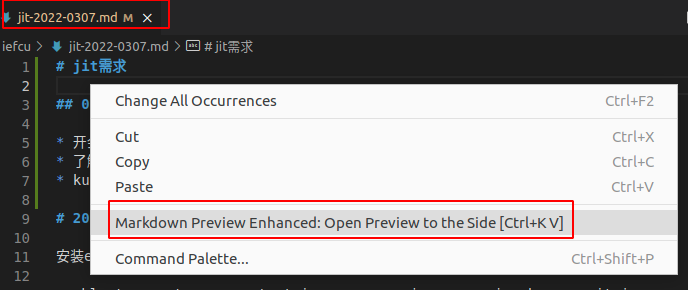 jit-2022-0307.md M ×
iefcu > jit-2022-0307.md > # jit需求
1 # jit需求
2
3 ## 0
4
5 * 开
6 * 了解
7 * ku
8
9 # 20
10
11 安装
12
Change All Occurrences Ctrl+F2
Cut Ctrl+X
Copy Ctrl+C
Paste Ctrl+V
Markdown Preview Enhanced: Open Preview to the Side [Ctrl+K V]
Command Palette... Ctrl+Shift+P